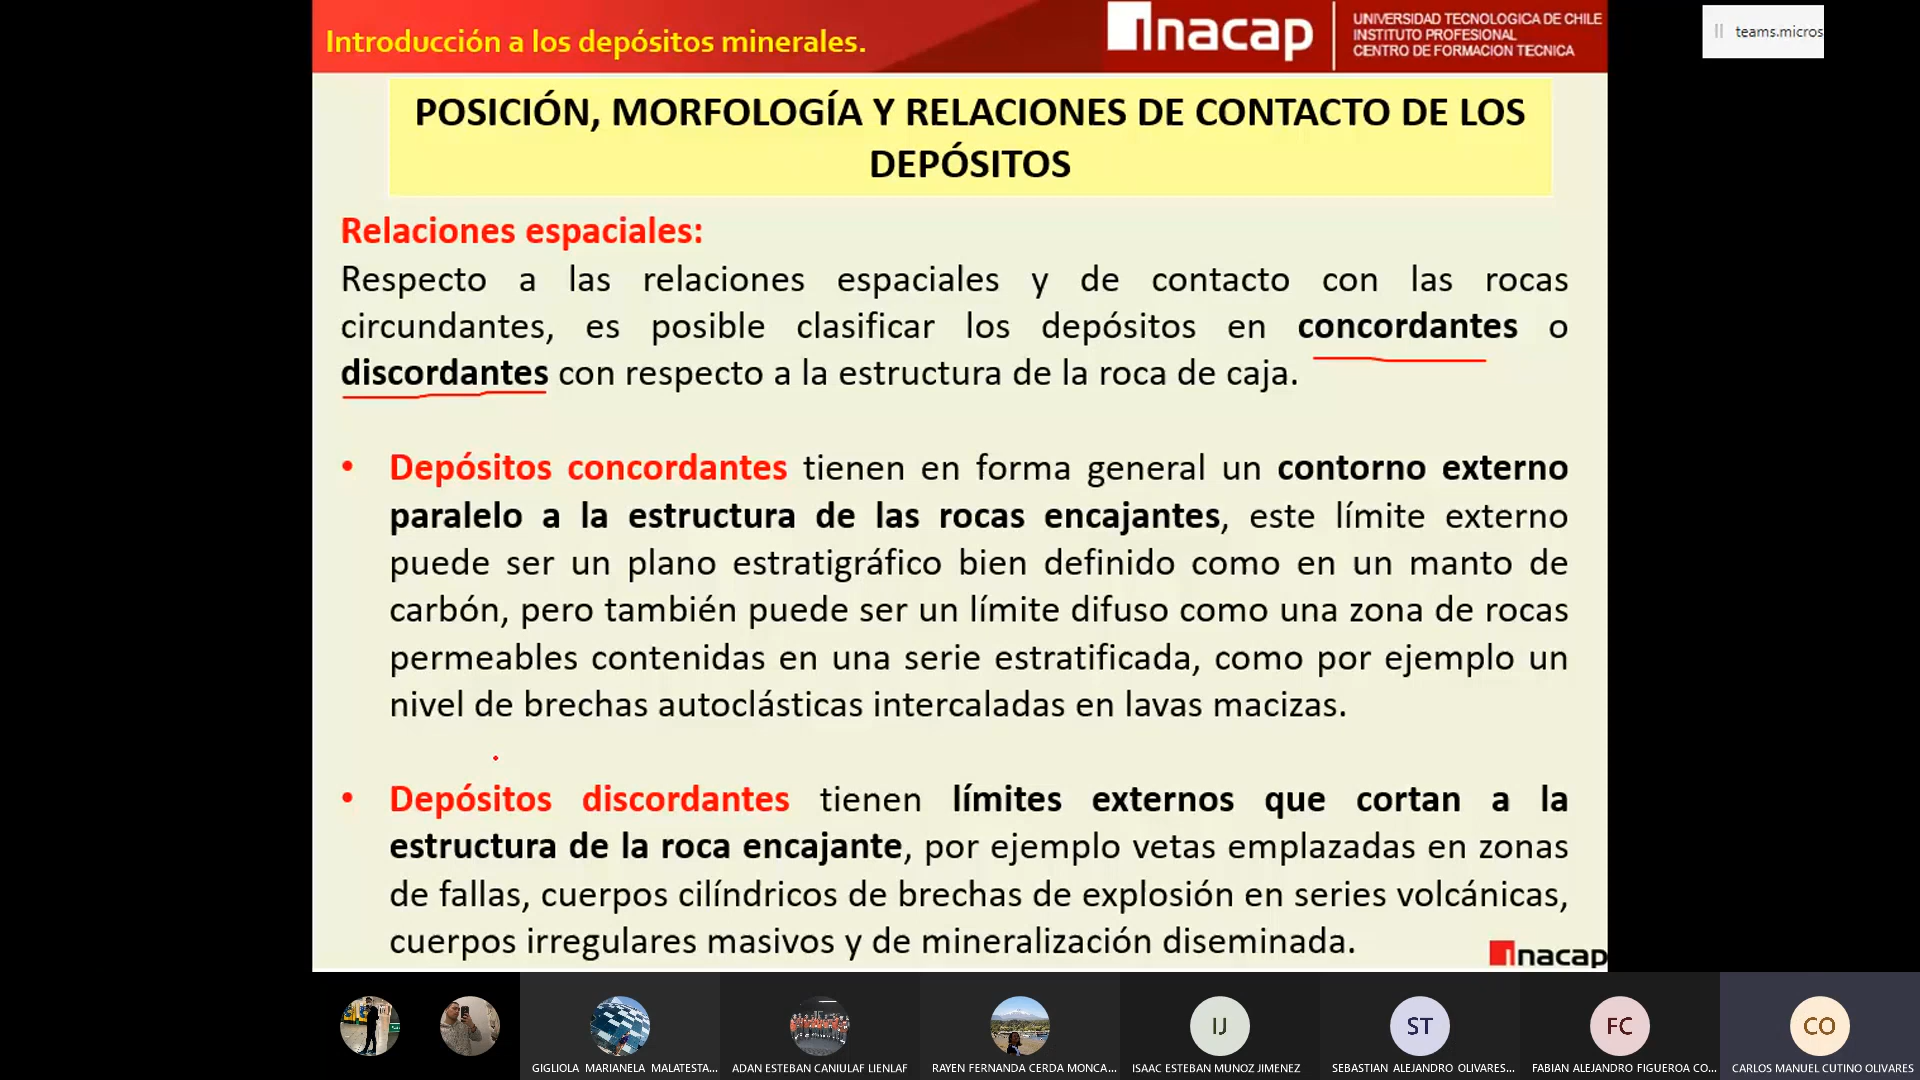 Introducción a los depósitos minerales.
Inacap
UNIVERSIDAD TECNOLOGICA DE CHILE
INSTITUTO PROFESIONAL
CENTRO DE FORMACION TECNICA
teams.micros
POSICIÓN, MORFOLOGÍA Y RELACIONES DE CONTACTO DE LOS
DEPÓSITOS
Relaciones espaciales:
Respecto a las relaciones espaciales y de contacto con las rocas
circundantes, es posible clasificar los depósitos en concordantes o
discordantes con respecto a la estructura de la roca de caja.
• Depósitos concordantes tienen en forma general un contorno externo
paralelo a la estructura de las rocas encajantes, este límite externo
puede ser un plano estratigráfico bien definido como en un manto de
carbón, pero también puede ser un límite difuso como una zona de rocas
permeables contenidas en una serie estratificada, como por ejemplo un
nivel de brechas autoclásticas intercaladas en lavas macizas.
• Depósitos discordantes tienen límites externos que cortan a la
estructura de la roca encajante, por ejemplo vetas emplazadas en zonas
de fallas, cuerpos cilíndricos de brechas de explosión en series volcánicas,
cuerpos irregulares masivos y de mineralización diseminada.
Inacap
IJ
ST
FC
CO
GIGLIOLA MARIANELA MALATESTA...
ADAN ESTEBAN CANIULAF LIENLAF
RAYEN FERNANDA CERDA MONCA...
ISAAC ESTEBAN MUNOZ JIMENEZ
SEBASTIAN ALEJANDRO OLIVARES...
FABIAN ALEJANDRO FIGUEROA CO...
CARLOS MANUEL CUTINO OLIVARES